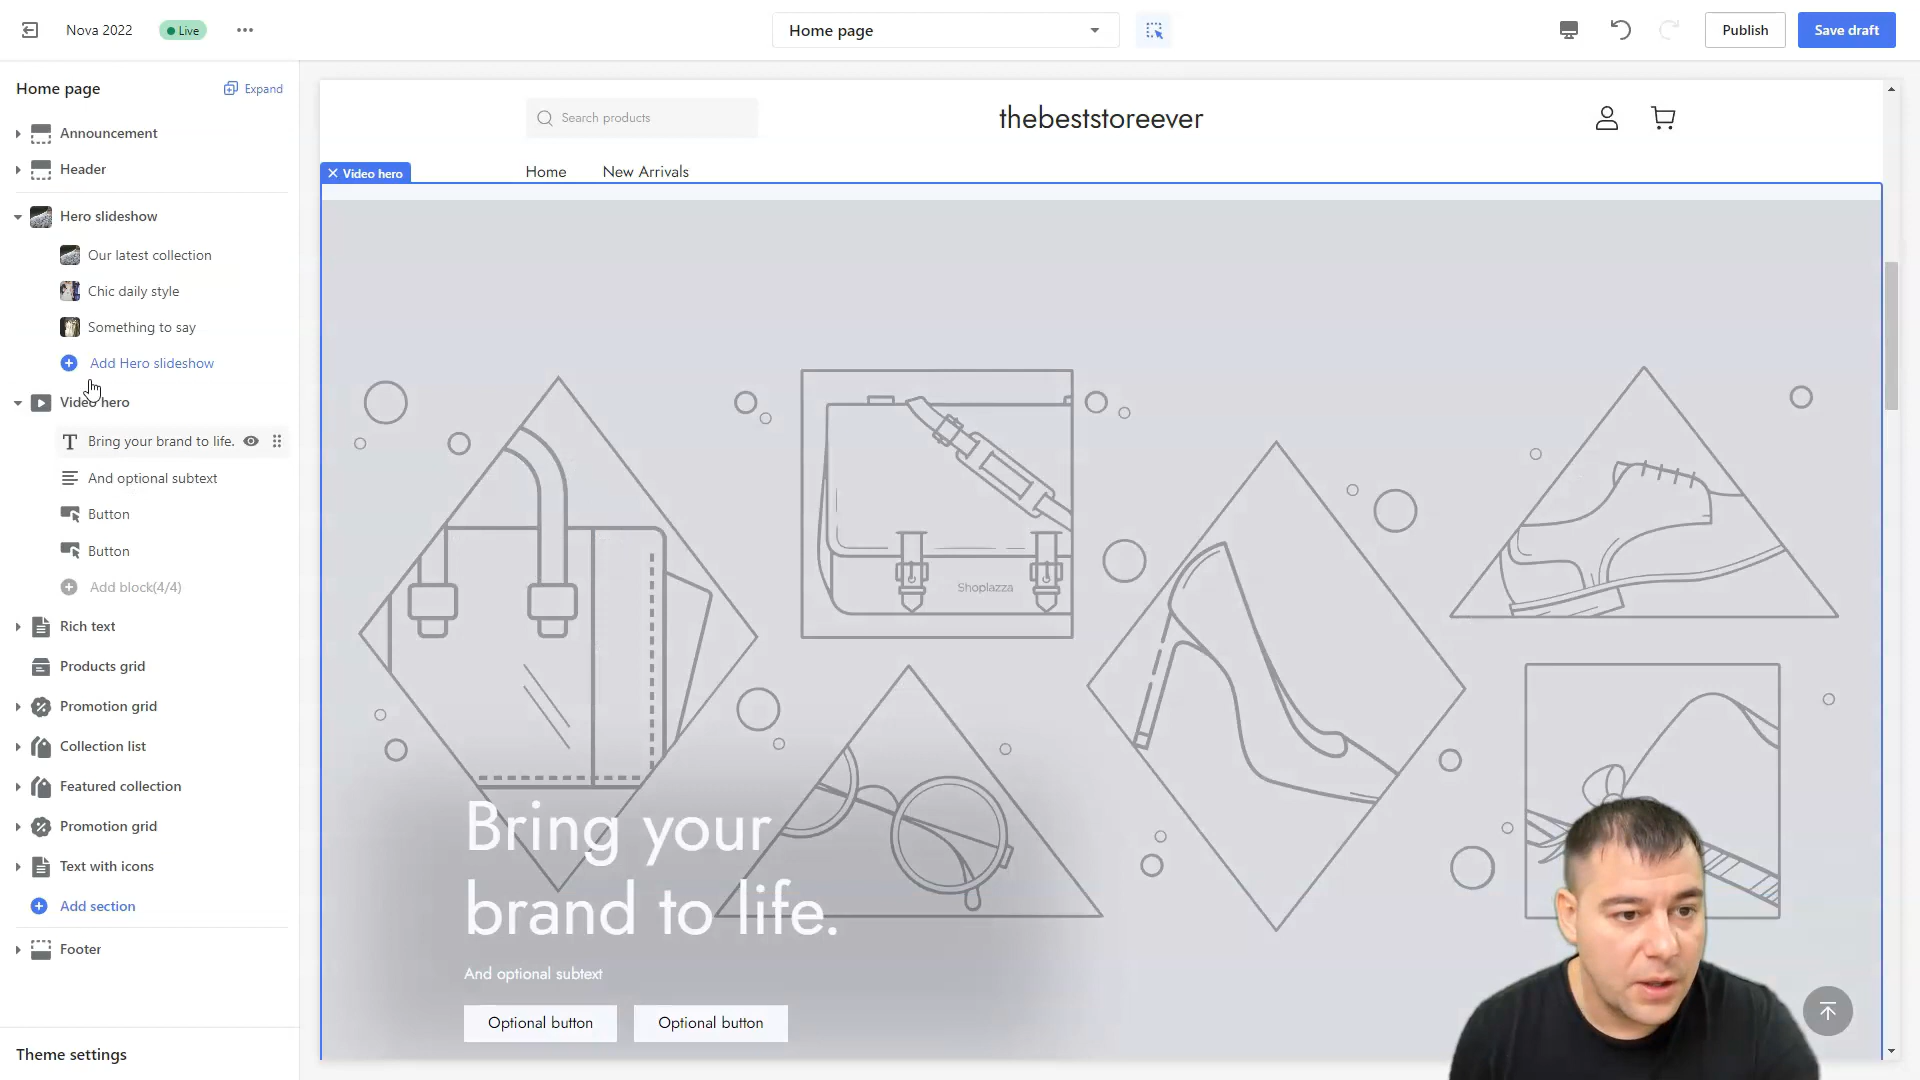 Nova 2022
Live
Home page
Publish
Save draft
Home page
Expand
Announcement
Header
Hero slideshow
Our latest collection
Chic daily style
Something to say
Add Hero slideshow
Video hero
Bring your brand to life.
And optional subtext
Button
Button
Add block(4/4)
Rich text
Products grid
Promotion grid
Collection list
Featured collection
Promotion grid
Text with icons
Add section
Footer
Theme settings
Search products
thebeststoreever
Home
New Arrivals
Video hero
Shoplazza
Bring your
brand to life.
And optional subtext
Optional button
Optional button